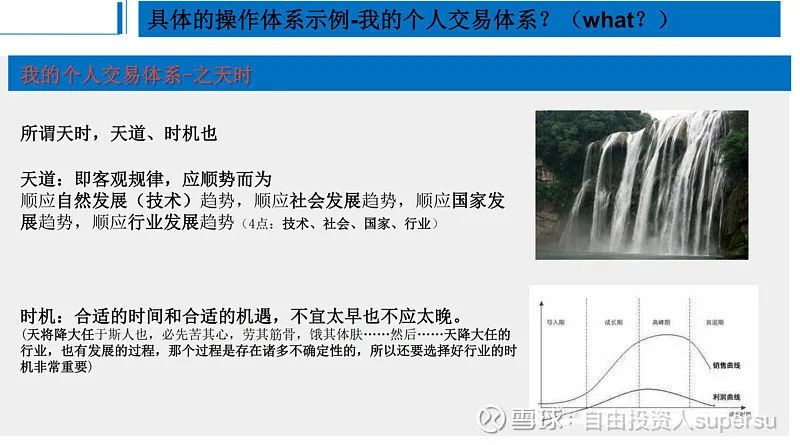 具体的操作体系示例-我的个人交易体系？（what？）
我的个人交易体系-之天时
所谓天时，天道、时机也
天道：即客观规律，应顺势而为
顺应自然发展（技术）趋势，顺应社会发展趋势，顺应国家发
展趋势，顺应行业发展趋势（4点：技术、社会、国家、行业）
时机：合适的时间和合适的机遇，不宜太早也不应太晚。
(天将降大任于斯人也，必先苦其心，劳其筋骨，饿其体肤……然后……天降大任的
行业，也有发展的过程，那个过程是存在诸多不确定性的，所以还要选择好行业的时
机非常重要)
导入期 成长期 高峰期 衰退期
销售曲线
利润曲线
雪球：自由投资人supersu